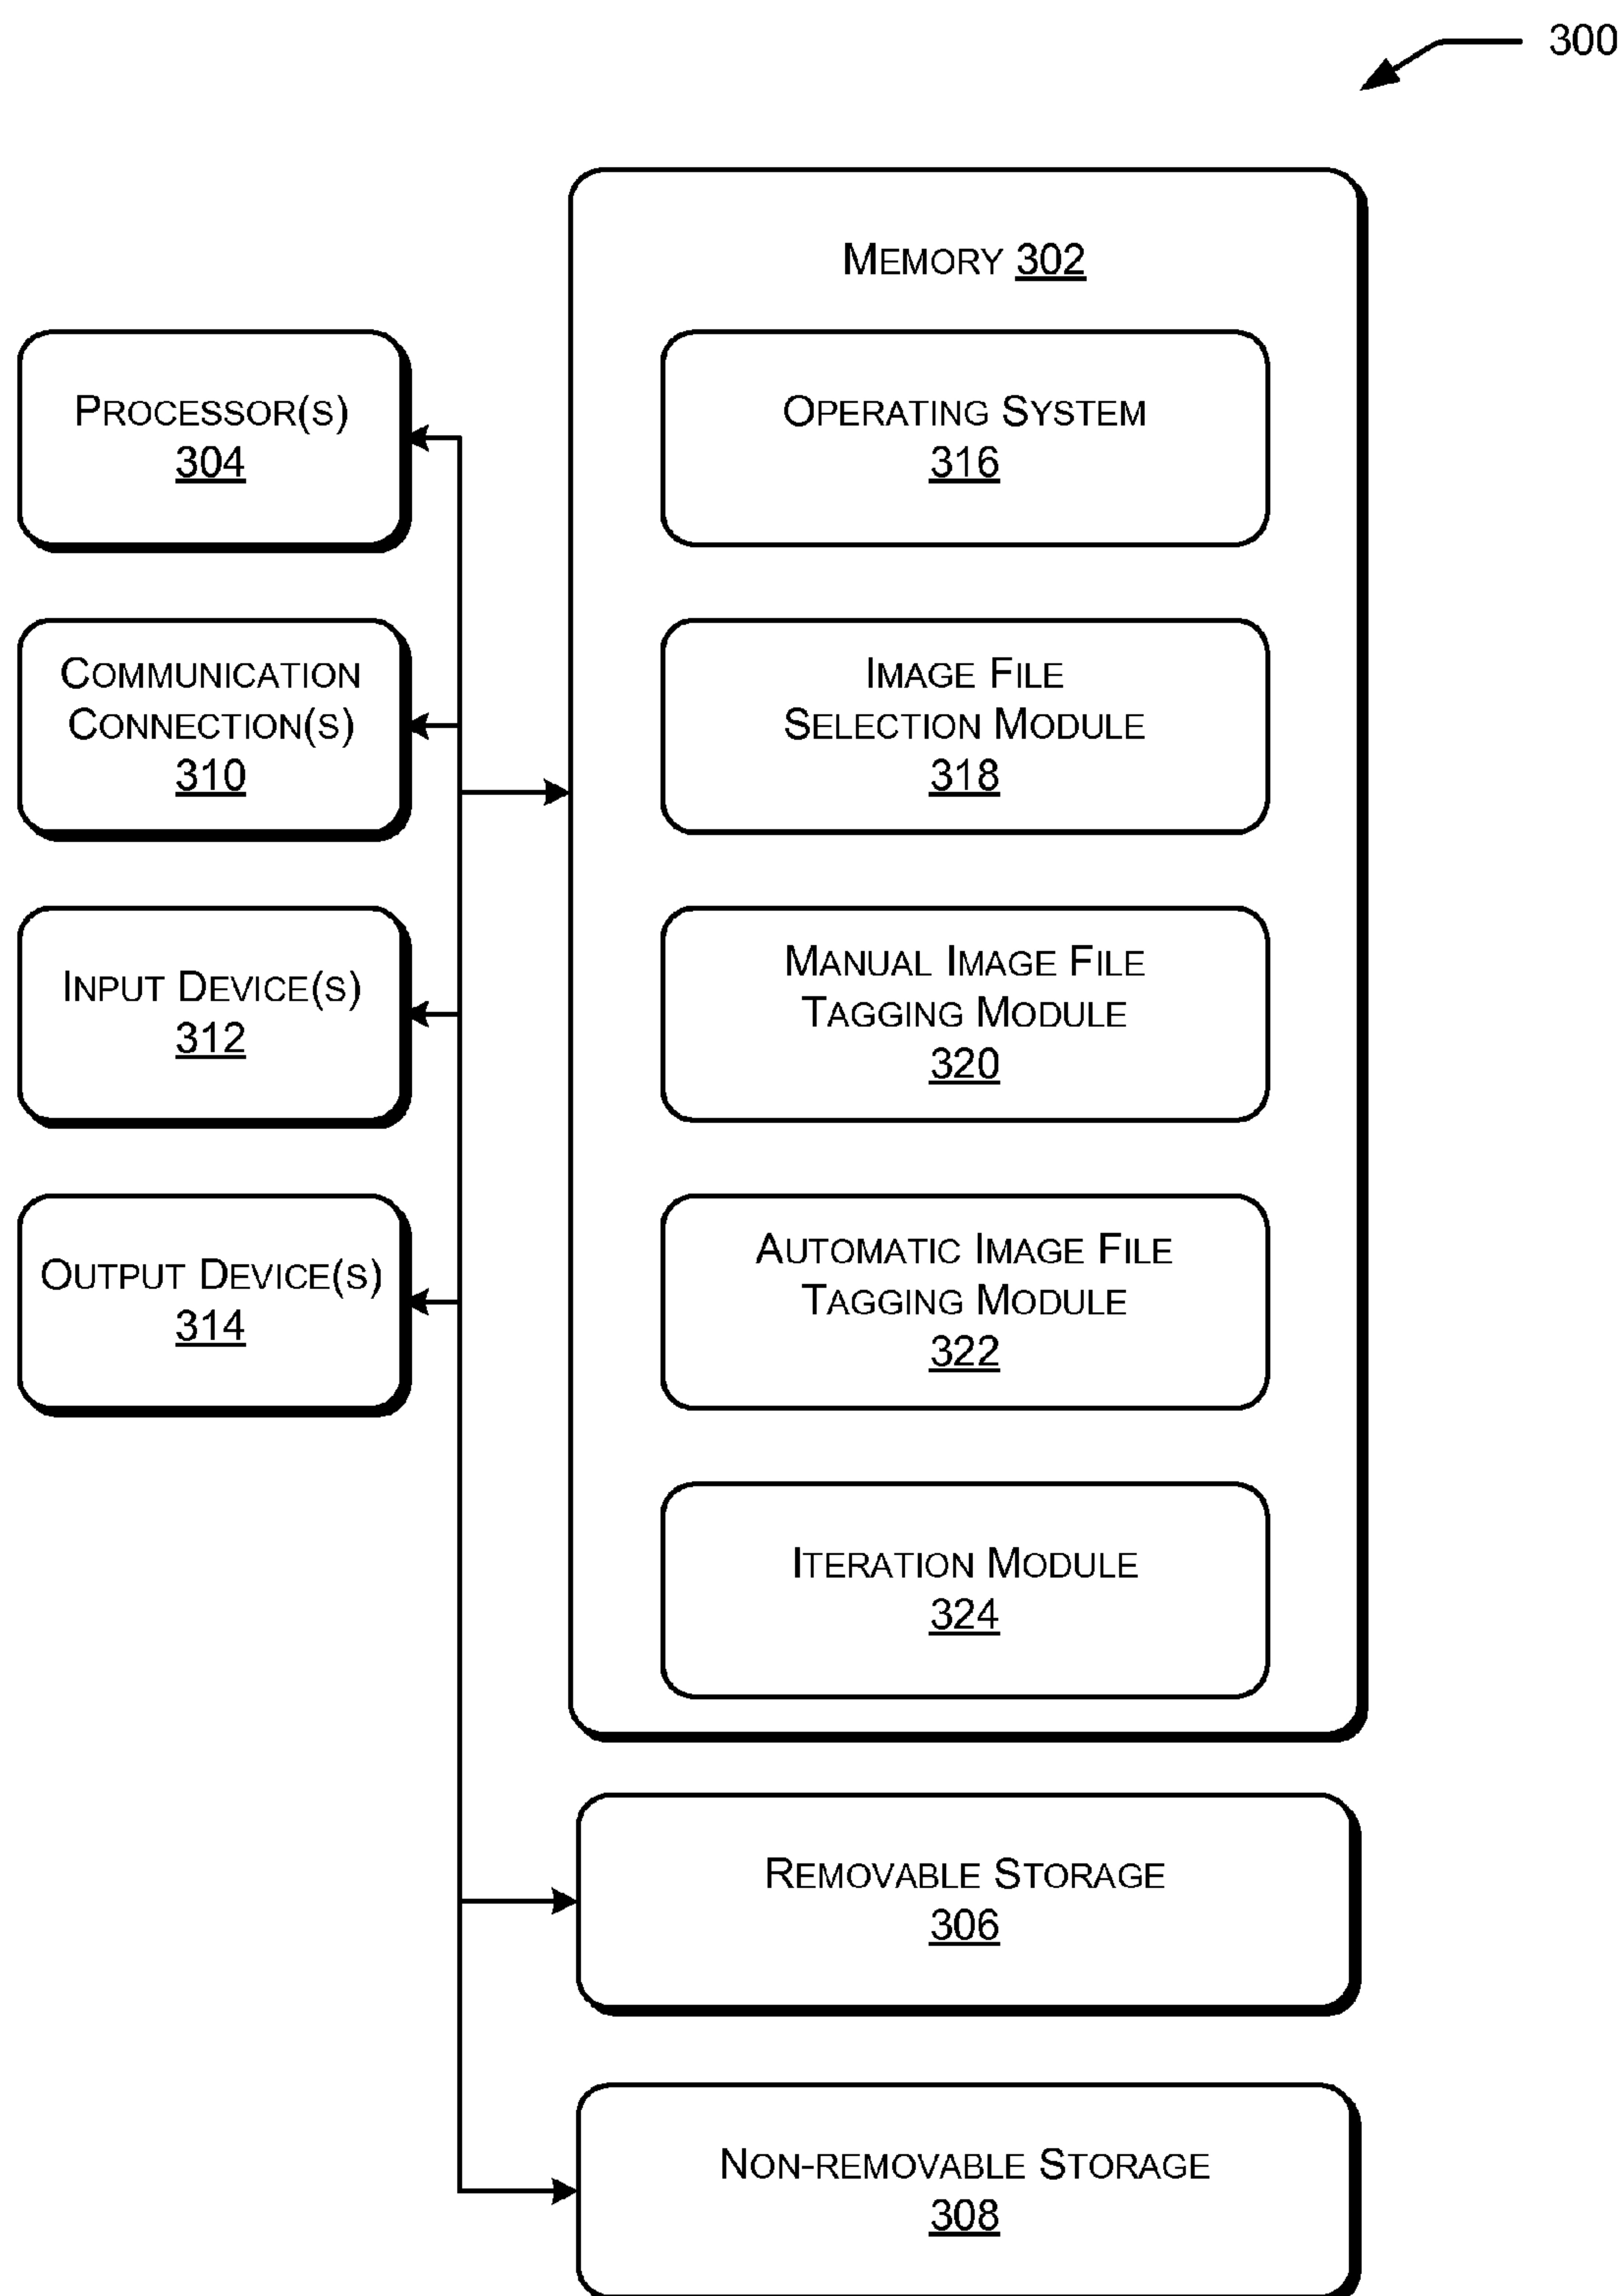 300
MEMORY 302
PROCESSOR(S)
304
OPERATING SYSTEM
316
COMMUNICATION
CONNECTION(S)
310
IMAGE FILE
SELECTION MODULE
318
INPUT DEVICE(S)
312
MANUAL IMAGE FILE
TAGGING MODULE
320
OUTPUT DEVICE(S)
314
AUTOMATIC IMAGE FILE
TAGGING MODULE
322
ITERATION MODULE
324
REMOVABLE STORAGE
306
NON-REMOVABLE STORAGE
308